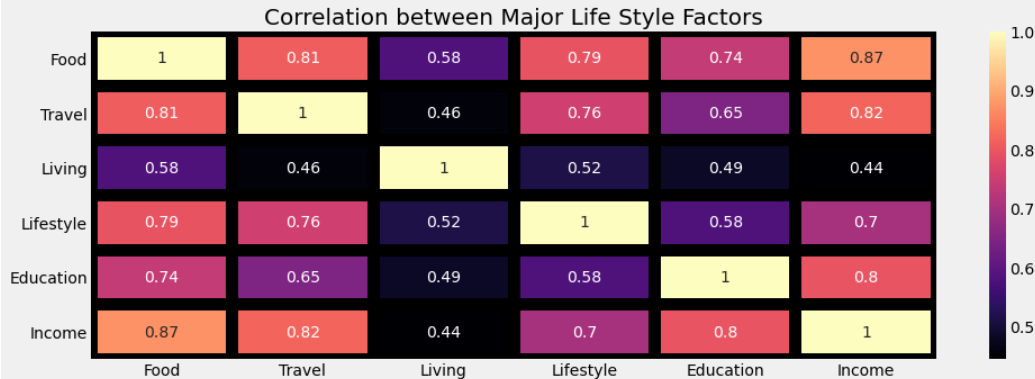 Correlation between Major Life Style Factors
Food 1 0.81 0.58 0.79 0.74 0.87
Travel 0.81 1 0.46 0.76 0.65 0.82
Living 0.58 0.46 1 0.52 0.49 0.44
Lifestyle 0.79 0.76 0.52 1 0.58 0.7
Education 0.74 0.65 0.49 0.58 1 0.8
Income 0.87 0.82 0.44 0.7 0.8 1
Food Travel Living Lifestyle Education Income
1.0
0.9
0.8
0.7
0.6
0.5